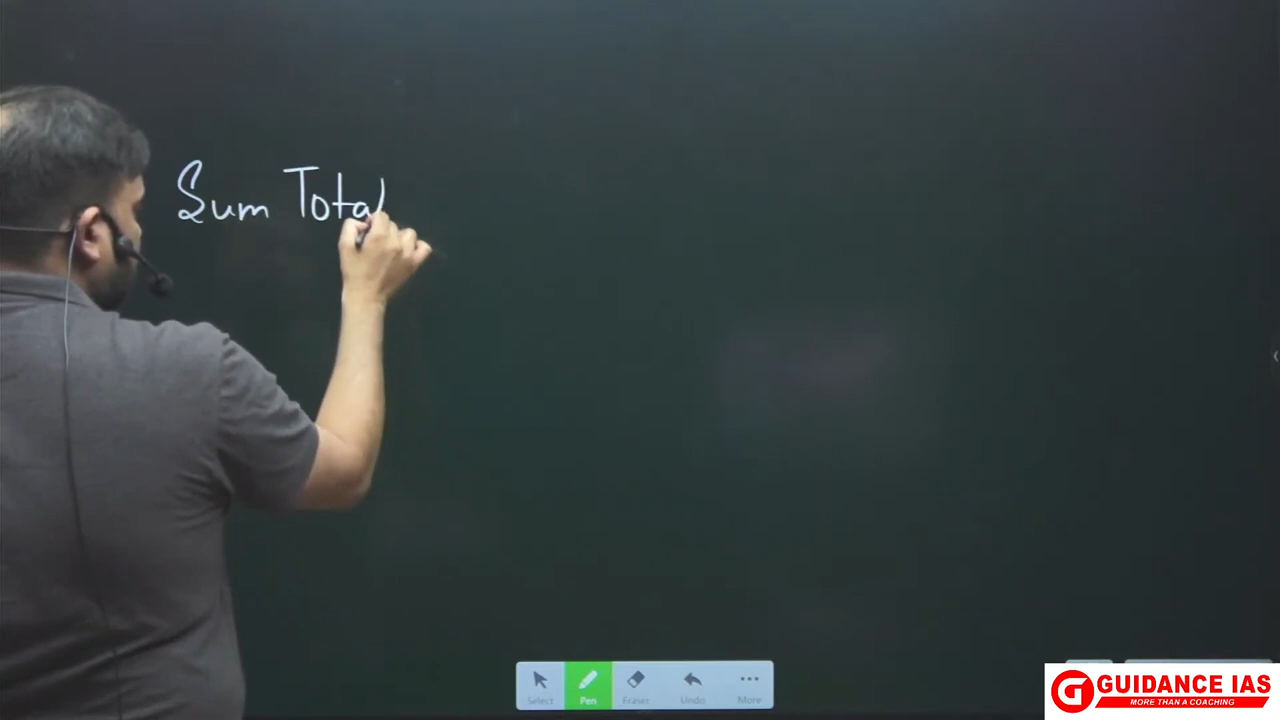 Sum Total
Select
Pen
Eraser
Undo
More
GUIDANCE IAS
MORE THAN A COACHING